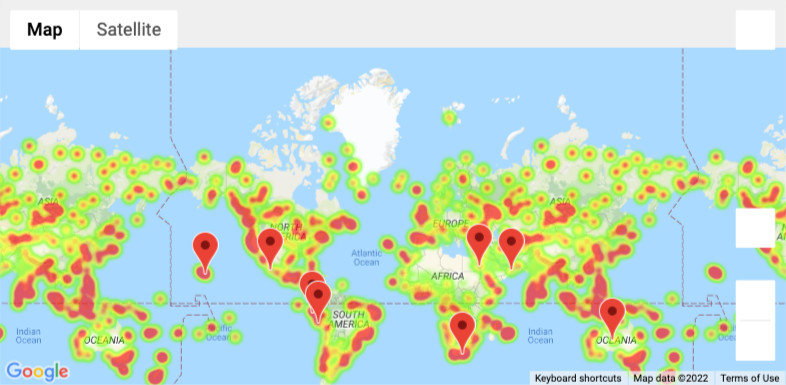 Map
Satellite
ASIA
NORTH
AMERICA
EUROPE
ASIA
Atlantic
Ocean
AFRICA
SOUTH
AMERICA
Indian
Ocean
OCEANIA
Pacific
Ocean
Indian
Ocean
OCEANIA
Google
Keyboard shortcuts
Map data ©2022
Terms of Use